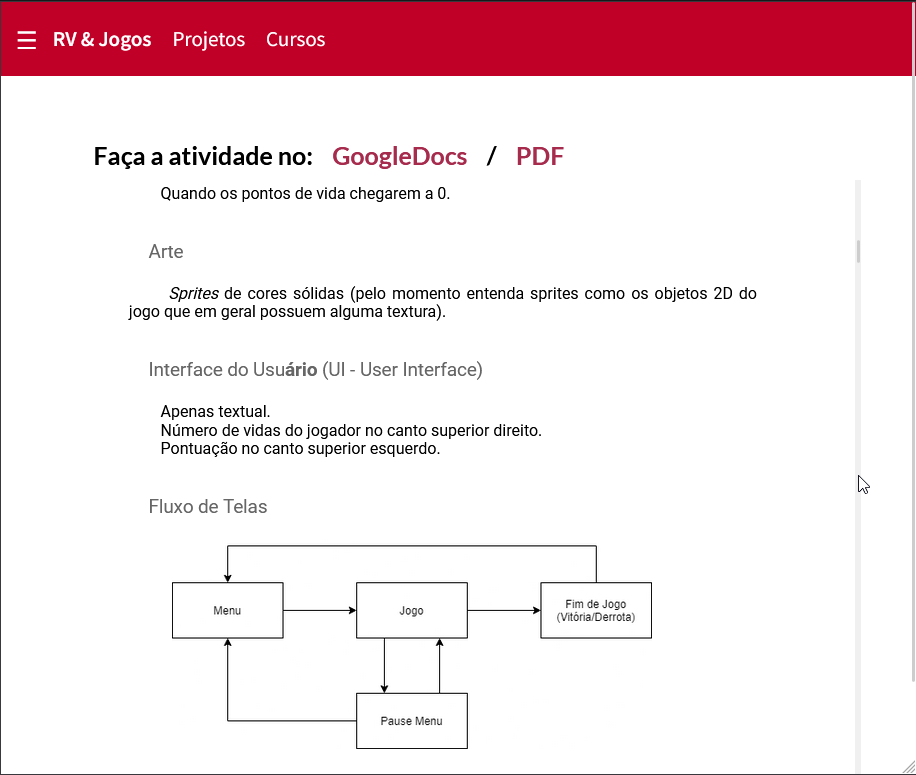 ☰ RV & Jogos Projetos Cursos
Faça a atividade no: GoogleDocs / PDF
Quando os pontos de vida chegarem a 0.
Arte
Sprites de cores sólidas (pelo momento entenda sprites como os objetos 2D do
jogo que em geral possuem alguma textura).
Interface do Usuário (UI - User Interface)
Apenas textual.
Número de vidas do jogador no canto superior direito.
Pontuação no canto superior esquerdo.
Fluxo de Telas
Menu
Jogo
Fim de Jogo
(Vitória/Derrota)
Pause Menu